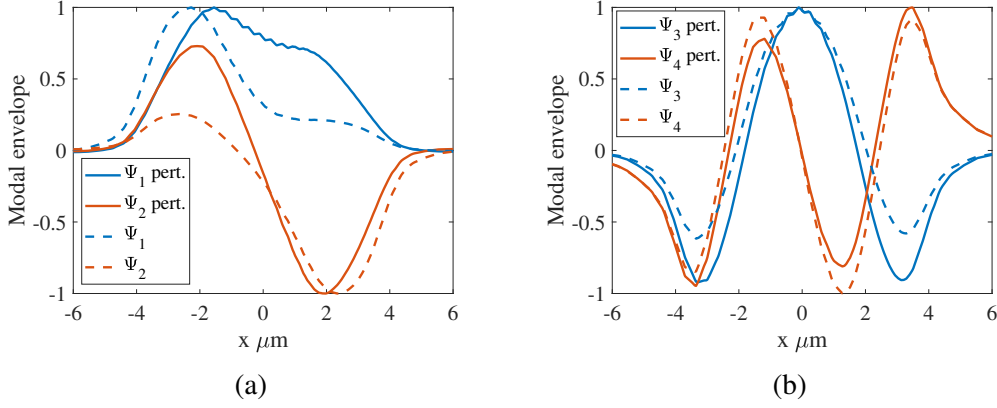 1
0.5
0
-0.5
-1
Modal envelope
Ψ1 pert.
Ψ2 pert.
Ψ1
Ψ2
-6 -4 -2 0 2 4 6
x μm
(a)
1
0.5
0
-0.5
-1
Modal envelope
Ψ3 pert.
Ψ4 pert.
Ψ3
Ψ4
-6 -4 -2 0 2 4 6
x μm
(b)